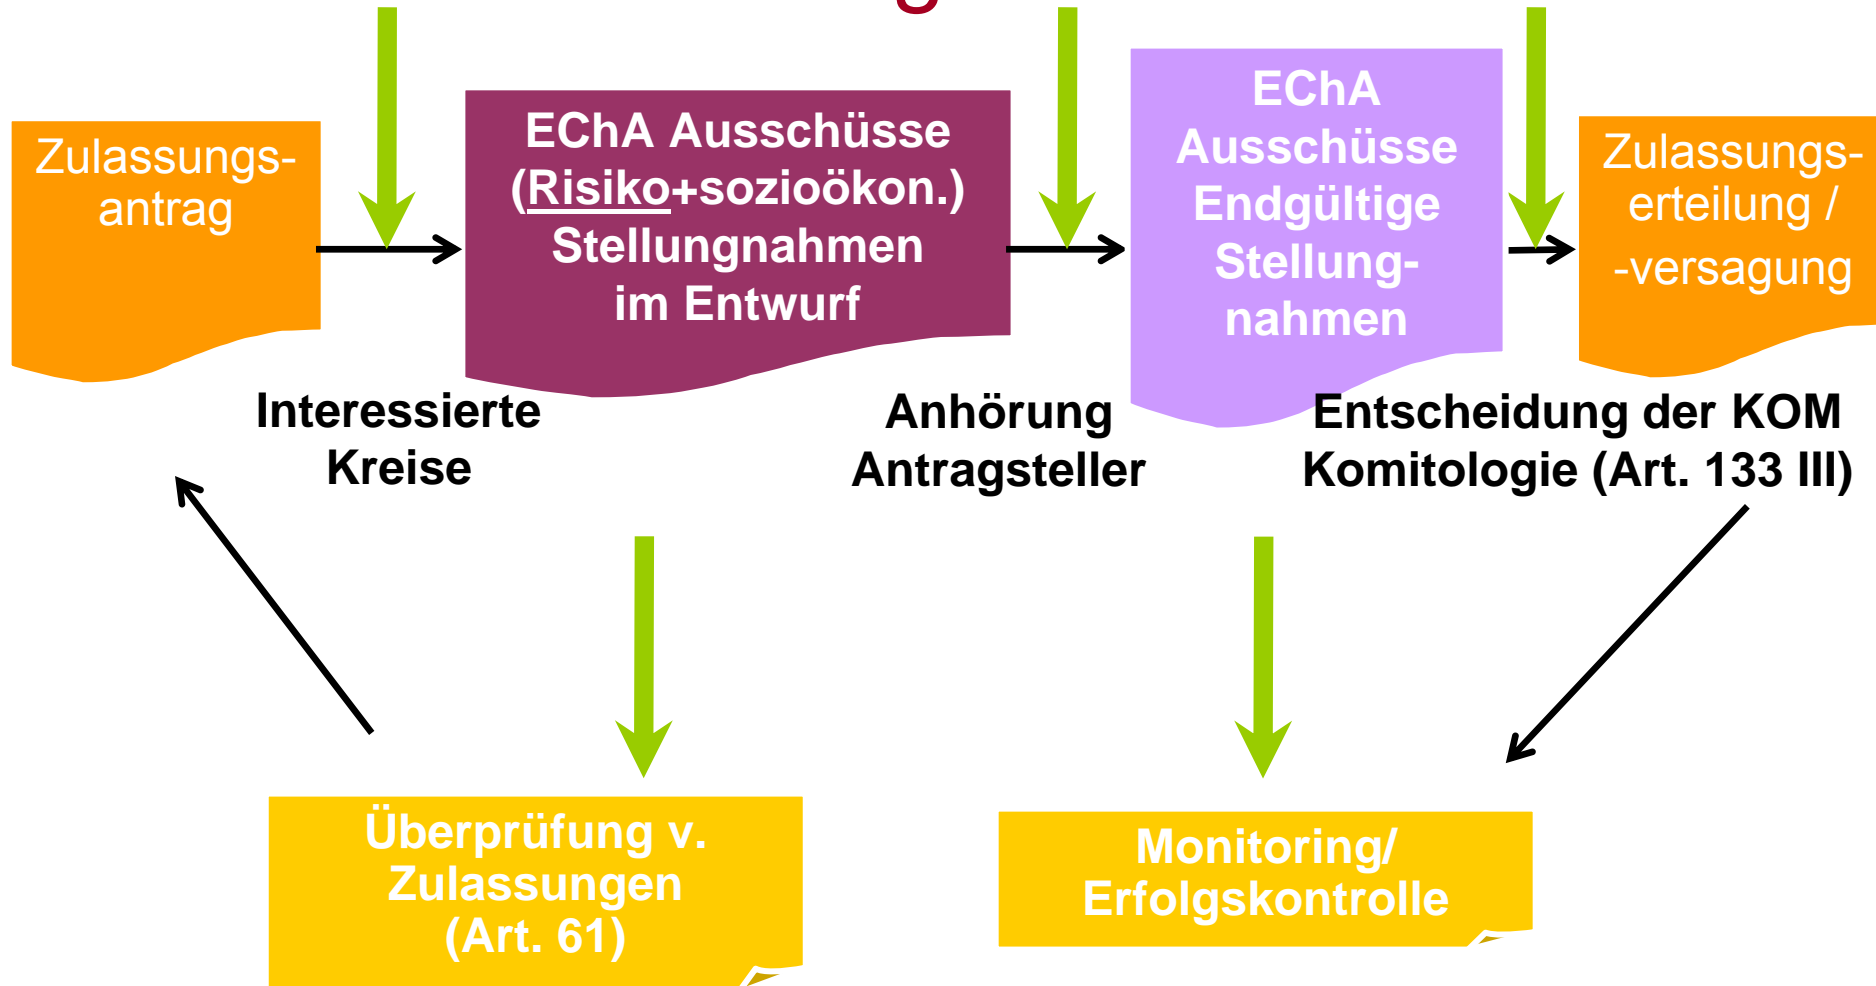 Zulassungs-
antrag
EChA Ausschüsse
(Risiko+sozioökon.)
Stellungnahmen
im Entwurf
EChA
Ausschüsse
Endgültige
Stellung-
nahmen
Zulassungs-
erteilung /
-versagung
Interessierte
Kreise
Anhörung
Antragsteller
Entscheidung der KOM
Komitologie (Art. 133 III)
Überprüfung v.
Zulassungen
(Art. 61)
Monitoring/
Erfolgskontrolle